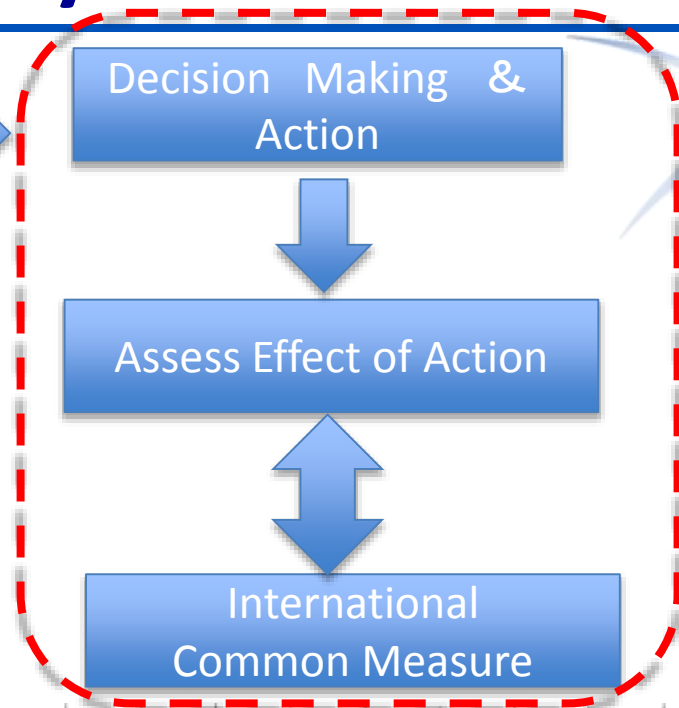 Decision Making &
Action
Assess Effect of Action
International
Common Measure